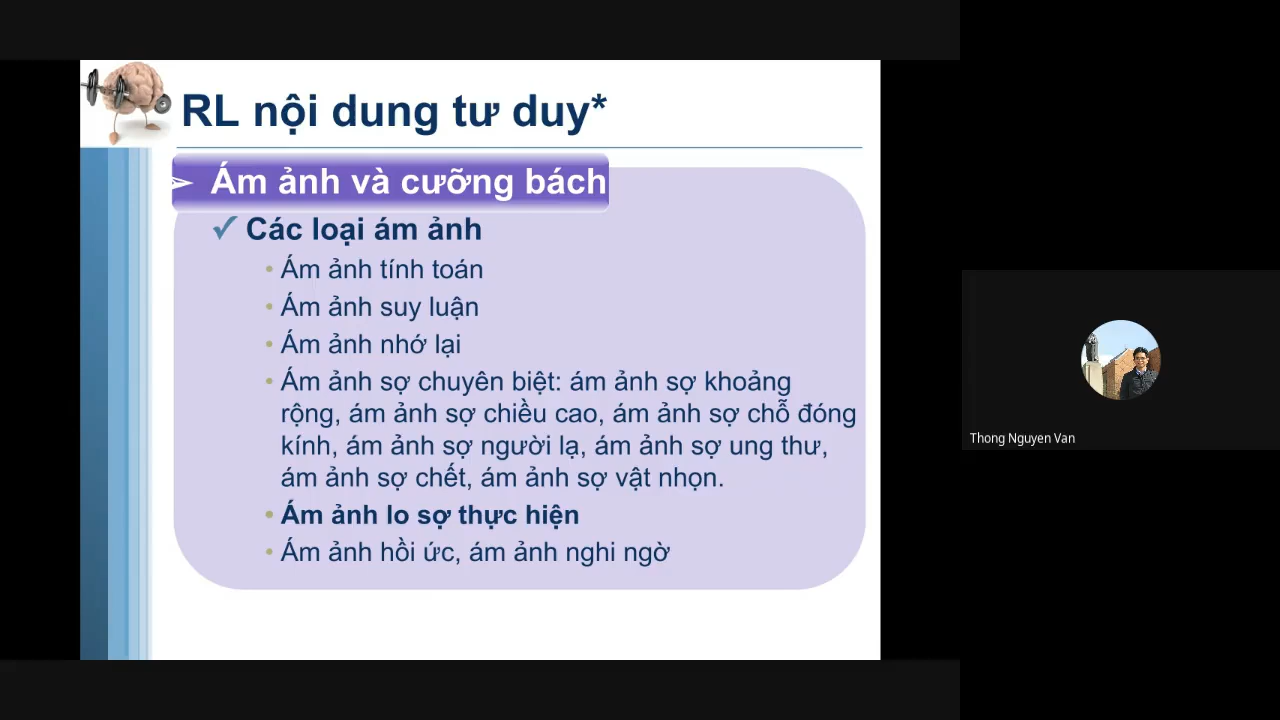 RL nội dung tư duy*
➢ Ám ảnh và cưỡng bách
✓ Các loại ám ảnh
• Ám ảnh tính toán
• Ám ảnh suy luận
• Ám ảnh nhớ lại
• Ám ảnh sợ chuyên biệt: ám ảnh sợ khoảng
rộng, ám ảnh sợ chiều cao, ám ảnh sợ chỗ đóng
kính, ám ảnh sợ người lạ, ám ảnh sợ ung thư,
ám ảnh sợ chết, ám ảnh sợ vật nhọn.
• Ám ảnh lo sợ thực hiện
• Ám ảnh hồi ức, ám ảnh nghi ngờ
Thong Nguyen Van